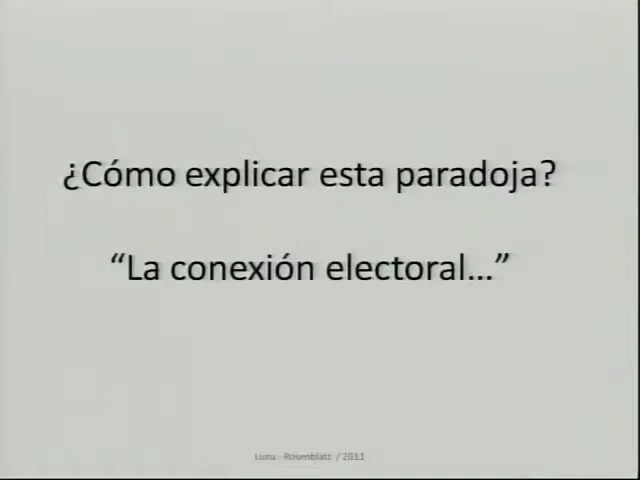 ¿Cómo explicar esta paradoja?
“La conexión electoral...”
Luna - Rosenblatt / 2011